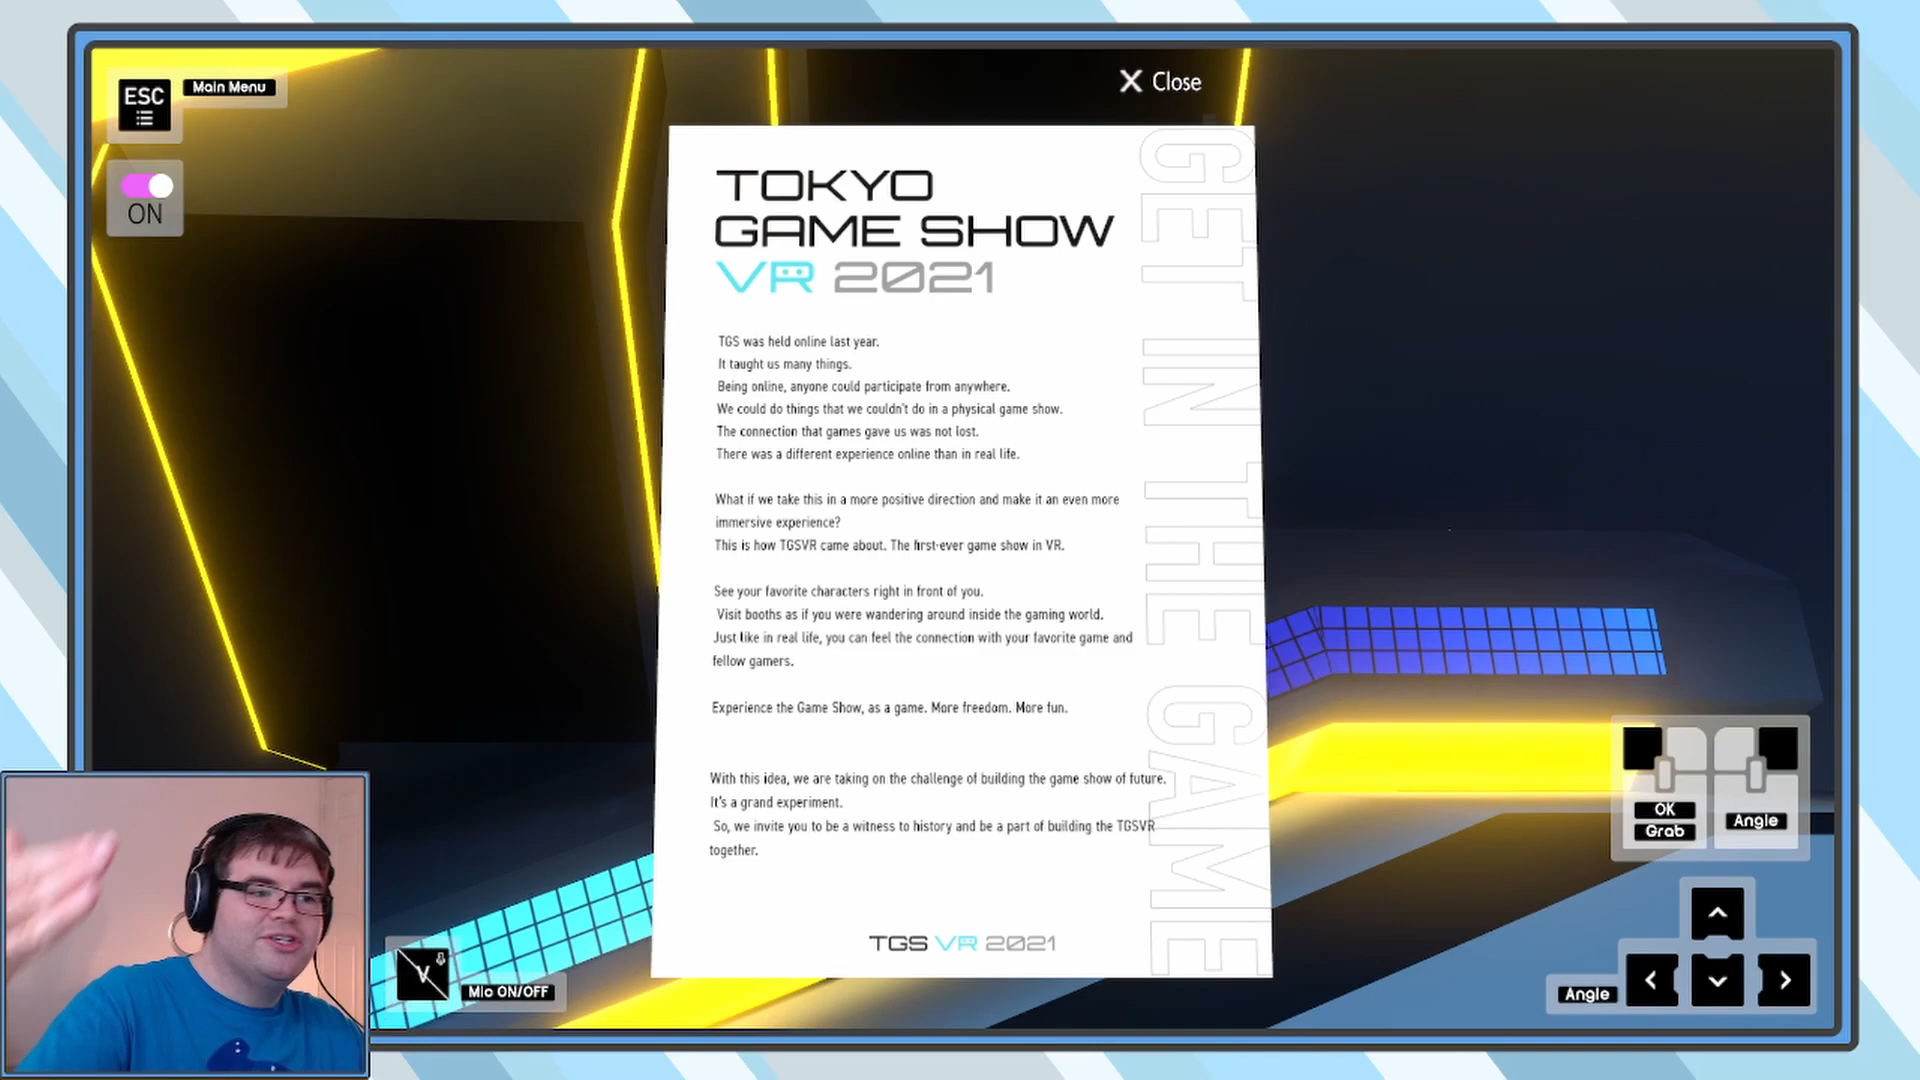 ESC
Main Menu
ON
X Close
TOKYO
GAME SHOW
VR 2021
GET IN THE GAME
TGS was held online last year.
It taught us many things.
Being online, anyone could participate from anywhere.
We could do things that we couldn't do in a physical game show.
The connection that games gave us was not lost.
There was a different experience online than in real life.
What if we take this in a more positive direction and make it an even more
immersive experience?
This is how TGSVR came about. The first-ever game show in VR.
See your favorite characters right in front of you.
Visit booths as if you were wandering around inside the gaming world.
Just like in real life, you can feel the connection with your favorite game and
fellow gamers.
Experience the Game Show, as a game. More freedom. More fun.
With this idea, we are taking on the challenge of building the game show of future.
It's a grand experiment.
So, we invite you to be a witness to history and be a part of building the TGSVR
together.
TGS VR 2021
V
Mic ON/OFF
OK
Grab
Angle
Angle